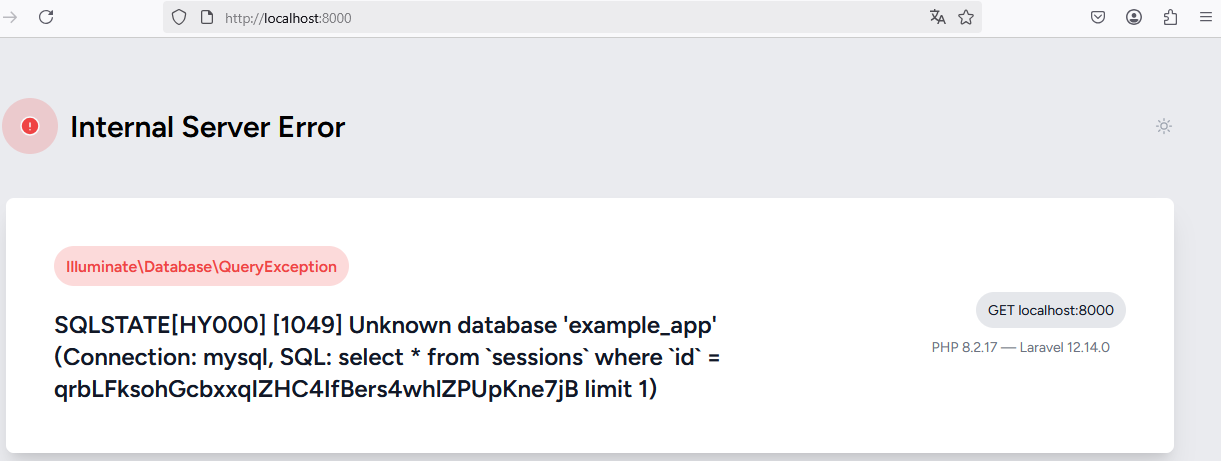 http://localhost:8000
Internal Server Error
Illuminate\Database\QueryException
SQLSTATE[HY000] [1049] Unknown database 'example_app'
(Connection: mysql, SQL: select * from `sessions` where `id` =
qrbLFksohGcbxxqIZHC4IfBers4whlZPUpKne7jB limit 1)
GET localhost:8000
PHP 8.2.17 — Laravel 12.14.0